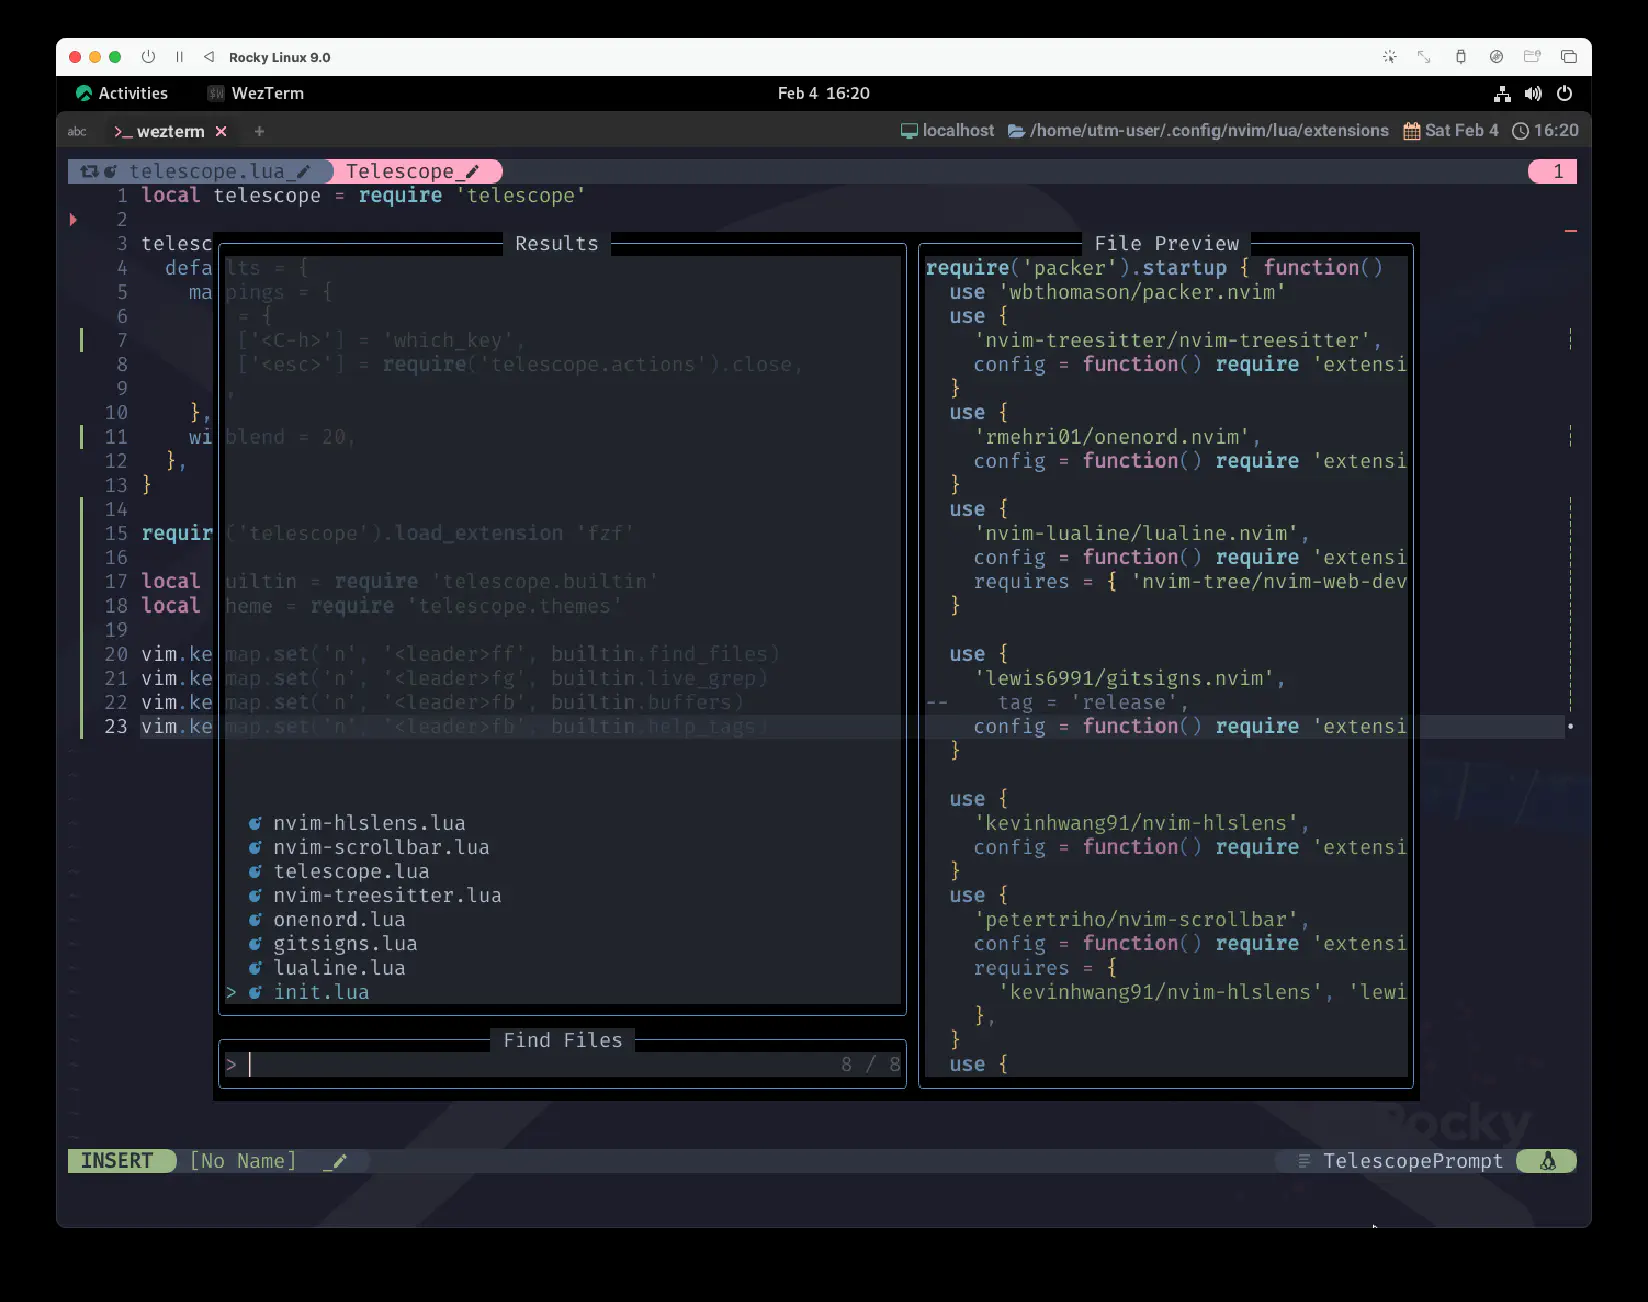 Rocky Linux 9.0
Activities
WezTerm
Feb 4 16:20
abc
>_ wezterm
+
localhost
/home/utm-user/.config/nvim/lua/extensions
Sat Feb 4
16:20
telescope.lua
Telescope
1
1 local telescope = require 'telescope'
2
3 telesc
4 defa lts = {
5 ma pings = {
6 = {
7 ['<C-h>'] = 'which_key',
8 ['<esc>'] = require('telescope.actions').close,
9 ,
10 },
11 wi blend = 20,
12 },
13 }
14
15 requir ('telescope').load_extension 'fzf'
16
17 local uiltin = require 'telescope.builtin'
18 local heme = require 'telescope.themes'
19
20 vim.ke map.set('n', '<leader>ff', builtin.find_files)
21 vim.ke map.set('n', '<leader>fg', builtin.live_grep)
22 vim.ke map.set('n', '<leader>fb', builtin.buffers)
23 vim.ke map.set('n', '<leader>fb', builtin.help_tags)
Results
nvim-hlslens.lua
nvim-scrollbar.lua
telescope.lua
nvim-treesitter.lua
onenord.lua
gitsigns.lua
lualine.lua
> init.lua
Find Files
>
8 / 8
File Preview
require('packer').startup { function()
use 'wbthomason/packer.nvim'
use {
'nvim-treesitter/nvim-treesitter',
config = function() require 'extensi
}
use {
'rmehri01/onenord.nvim',
config = function() require 'extensi
}
use {
'nvim-lualine/lualine.nvim',
config = function() require 'extensi
requires = { 'nvim-tree/nvim-web-dev
}
use {
'lewis6991/gitsigns.nvim',
-- tag = 'release',
config = function() require 'extensi
}
use {
'kevinhwang91/nvim-hlslens',
config = function() require 'extensi
}
use {
'petertriho/nvim-scrollbar',
config = function() require 'extensi
requires = {
'kevinhwang91/nvim-hlslens', 'lewi
},
}
use {
Rocky
INSERT
[No Name]
TelescopePrompt